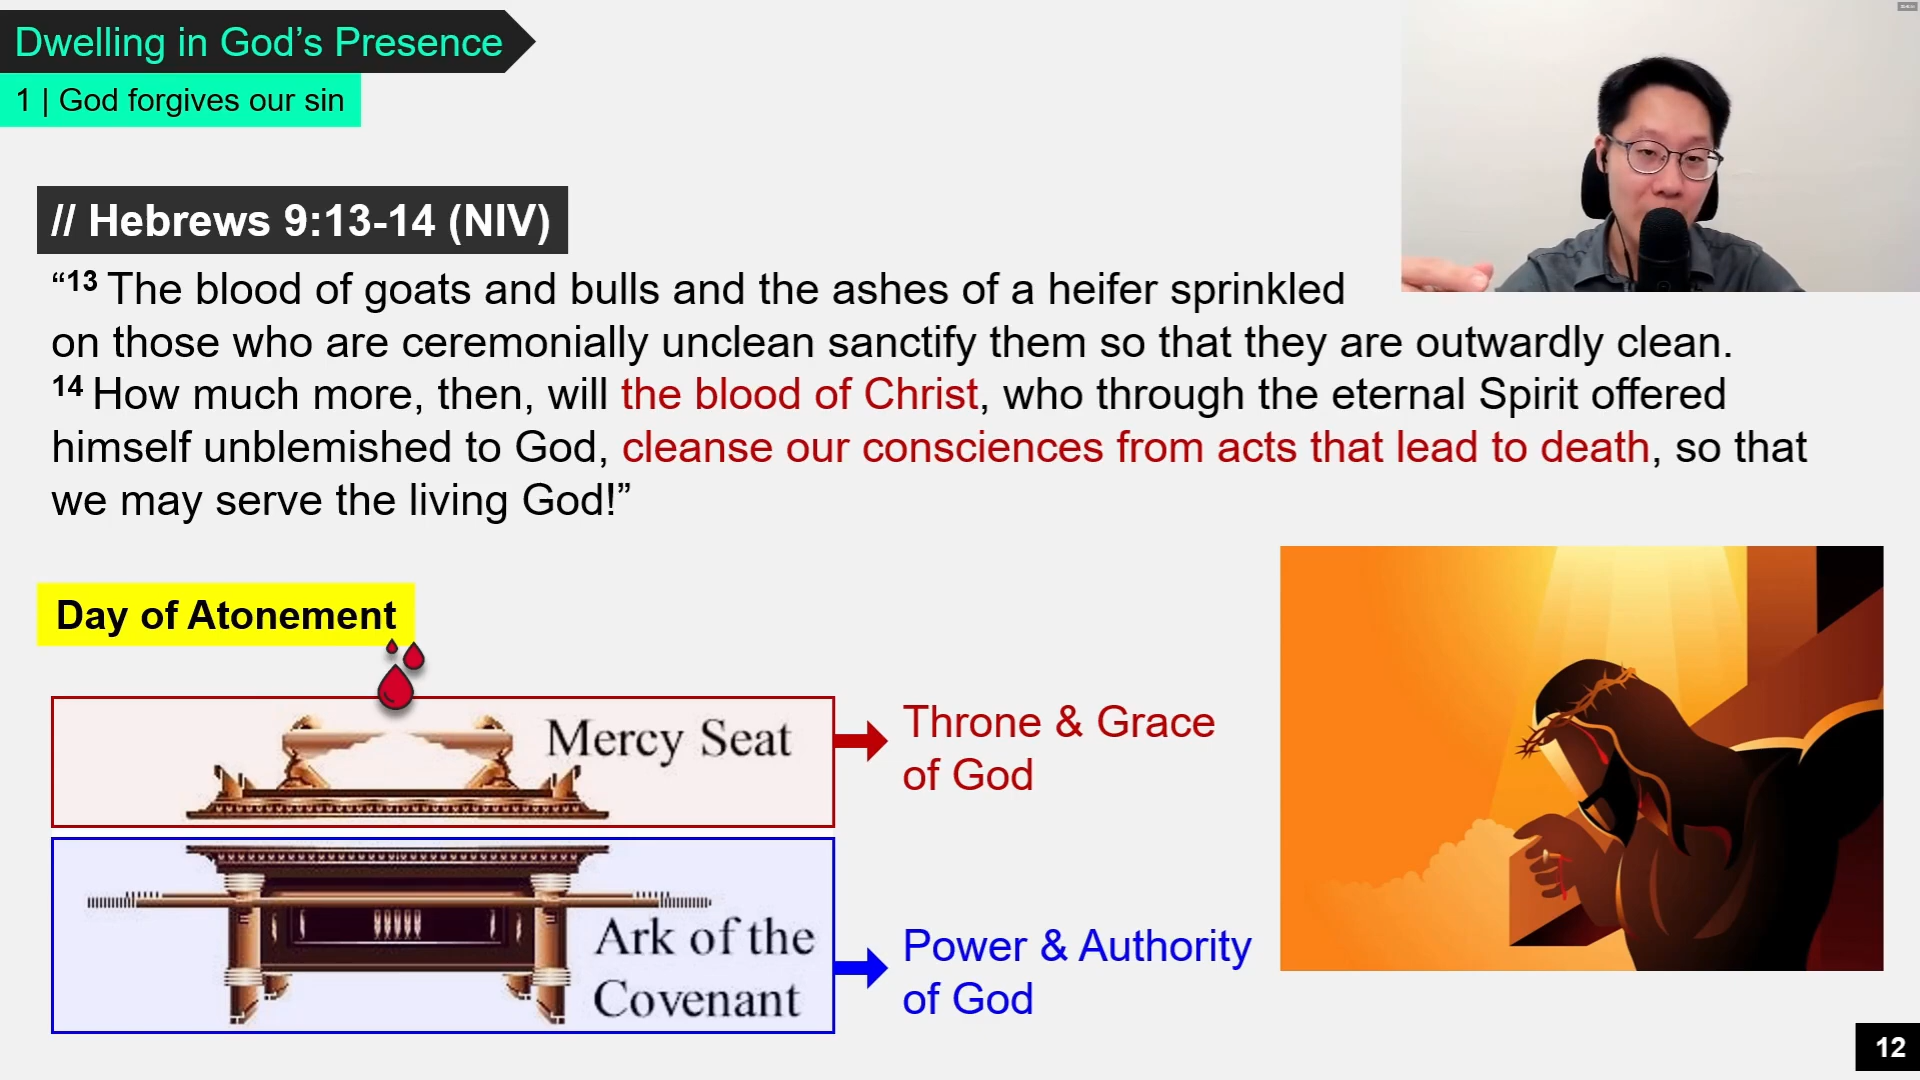 Dwelling in God’s Presence
1 | God forgives our sin
// Hebrews 9:13-14 (NIV)
“13 The blood of goats and bulls and the ashes of a heifer sprinkled
on those who are ceremonially unclean sanctify them so that they are outwardly clean.
14 How much more, then, will the blood of Christ, who through the eternal Spirit offered
himself unblemished to God, cleanse our consciences from acts that lead to death, so that
we may serve the living God!”
Day of Atonement
Mercy Seat
Throne & Grace
of God
Ark of the
Covenant
Power & Authority
of God
12